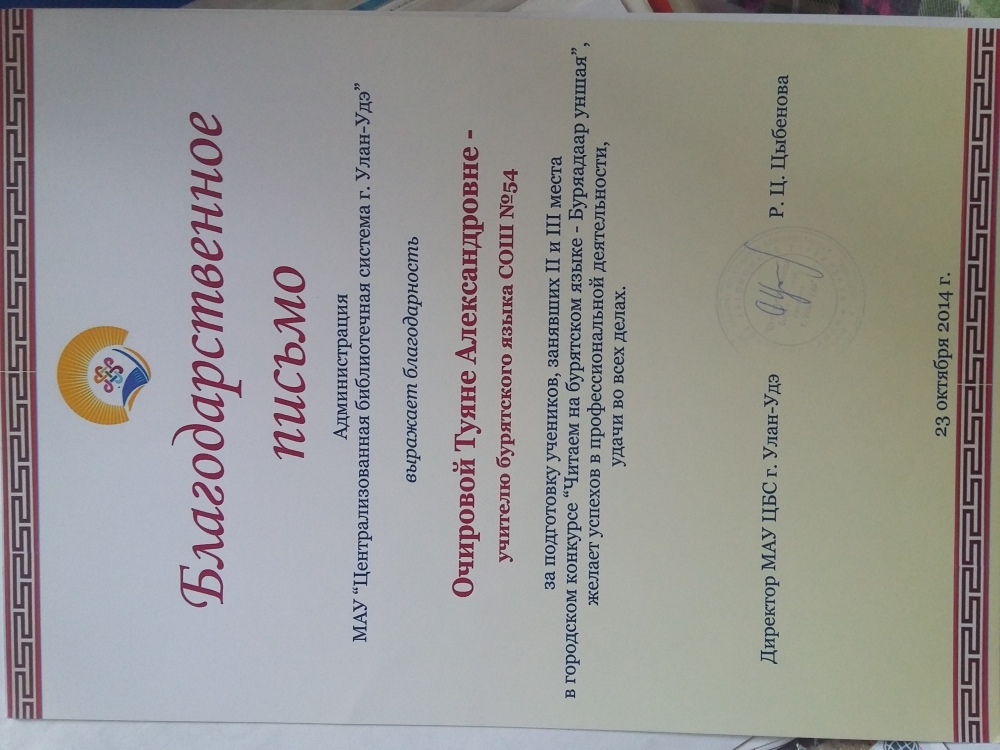 Благодарственное
письмо
Администрация
МАУ “Централизованная библиотечная система г. Улан-Удэ”
выражает благодарность
Очировой Туяне Александровне -
учителю бурятского языка СОШ №54
за подготовку учеников, занявших II и III места
в городском конкурсе “Читаем на бурятском языке - Буряадаар уншая”,
желает успехов в профессиональной деятельности,
удачи во всех делах.
Директор МАУ ЦБС г. Улан-Удэ Р. Ц. Цыбенова
23 октября 2014 г.